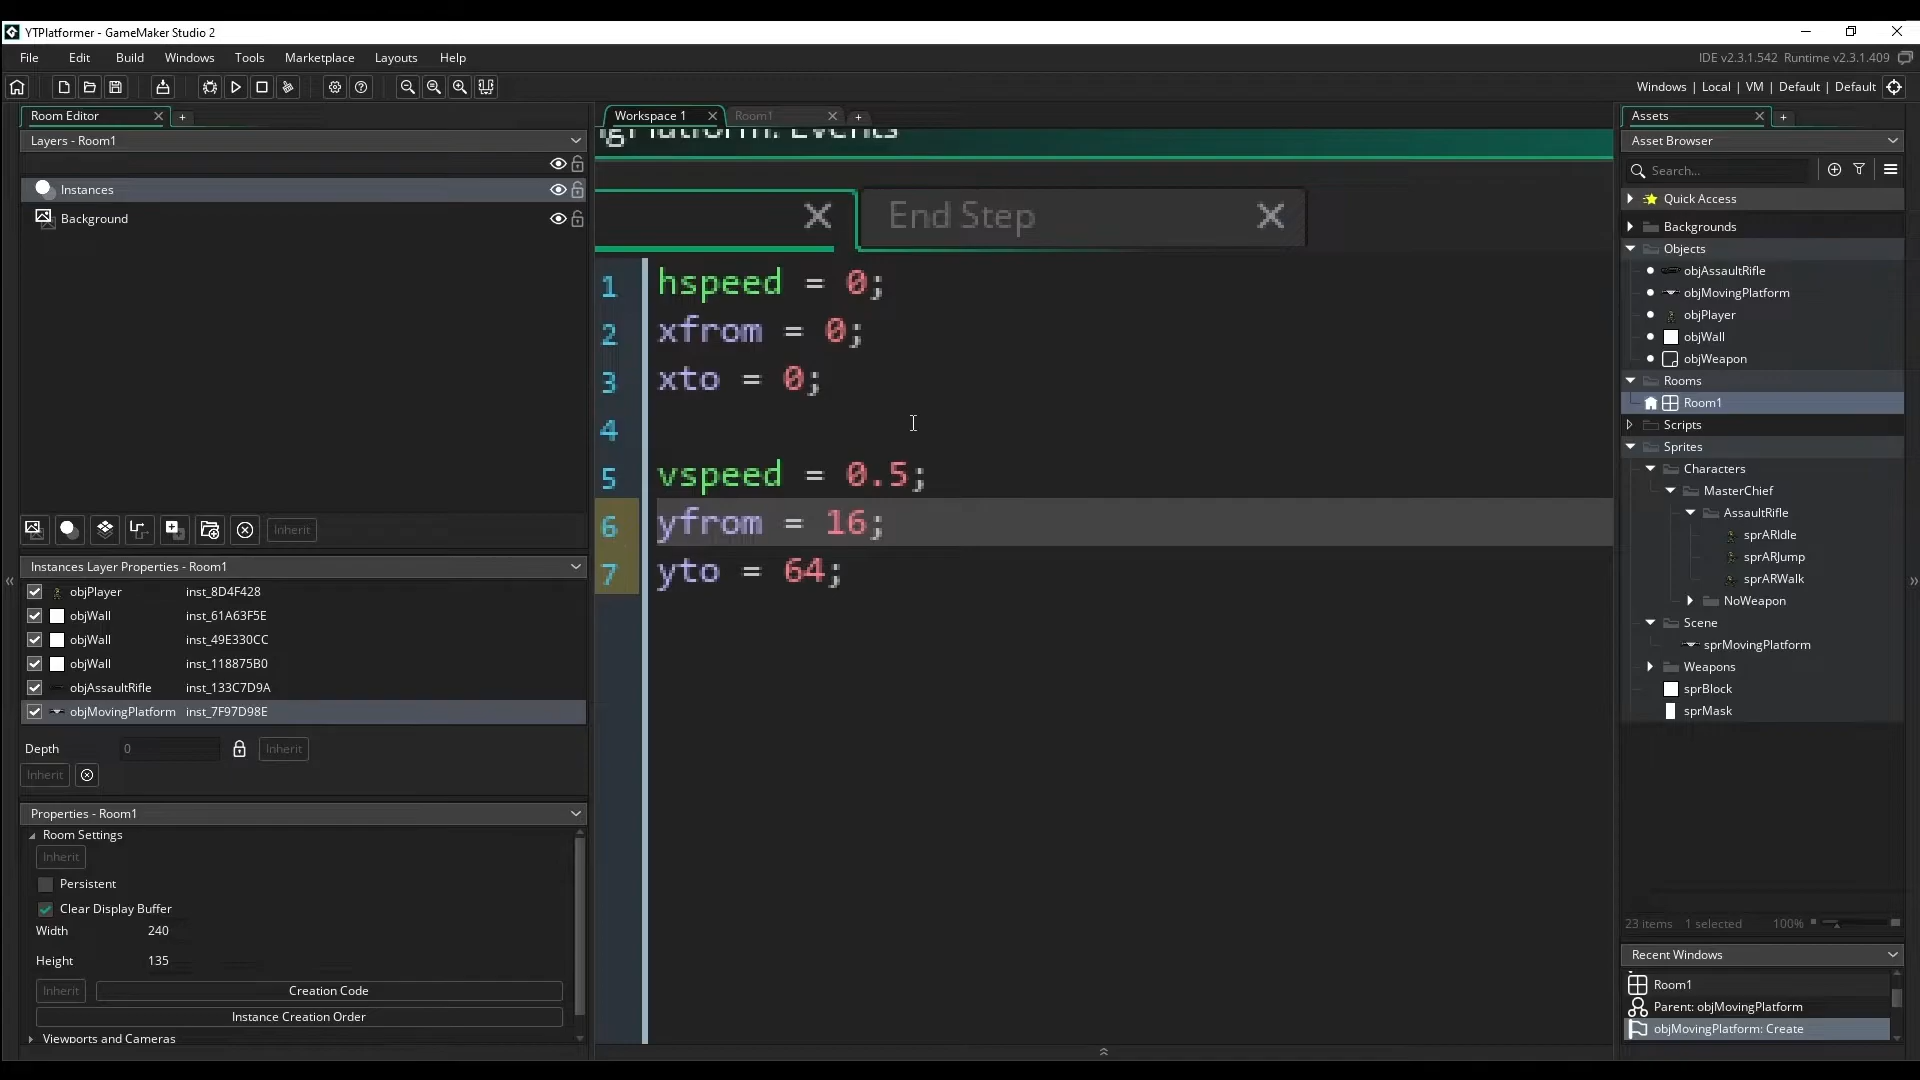 YTPlatformer - GameMaker Studio 2
File Edit Build Windows Tools Marketplace Layouts Help
IDE v2.3.1.542 Runtime v2.3.1.409
Windows | Local | VM | Default | Default
Room Editor
Layers - Room1
Instances
Background
Inherit
Instances Layer Properties - Room1
objPlayer inst_8D4F428
objWall inst_61A63F5E
objWall inst_49E330CC
objWall inst_118875B0
objAssaultRifle inst_133C7D9A
objMovingPlatform inst_7F97D98E
Depth 0 Inherit
Inherit
Properties - Room1
Room Settings
Inherit
Persistent
Clear Display Buffer
Width 240
Height 135
Inherit Creation Code
Instance Creation Order
Viewports and Cameras
Workspace 1 Room1
gPlatform: Events
End Step
1 hspeed = 0;
2 xfrom = 0;
3 xto = 0;
4
5 vspeed = 0.5;
6 yfrom = 16;
7 yto = 64;
Assets
Asset Browser
Search...
Quick Access
Backgrounds
Objects
objAssaultRifle
objMovingPlatform
objPlayer
objWall
objWeapon
Rooms
Room1
Scripts
Sprites
Characters
MasterChief
AssaultRifle
sprARIdle
sprARJump
sprARWalk
NoWeapon
Scene
sprMovingPlatform
Weapons
sprBlock
sprMask
23 items 1 selected 100%
Recent Windows
Room1
Parent: objMovingPlatform
objMovingPlatform: Create